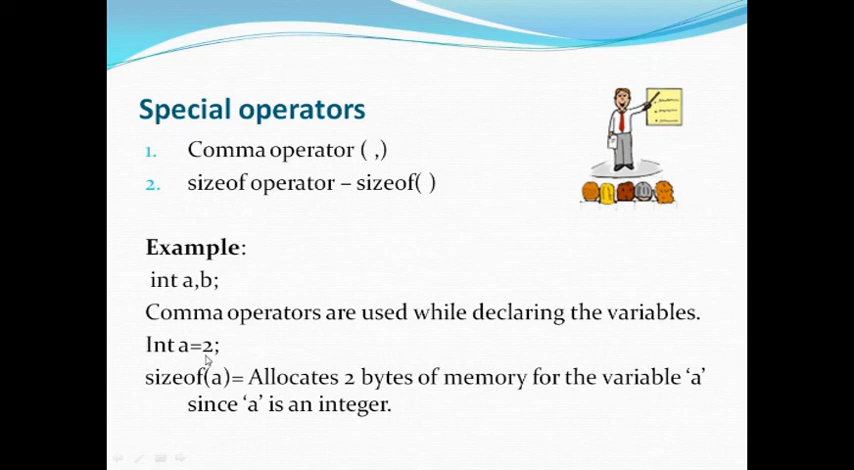 Special operators
1. Comma operator ( ,)
2. sizeof operator – sizeof( )
Example:
int a,b;
Comma operators are used while declaring the variables.
Int a=2;
sizeof(a)= Allocates 2 bytes of memory for the variable ‘a’
since ‘a’ is an integer.